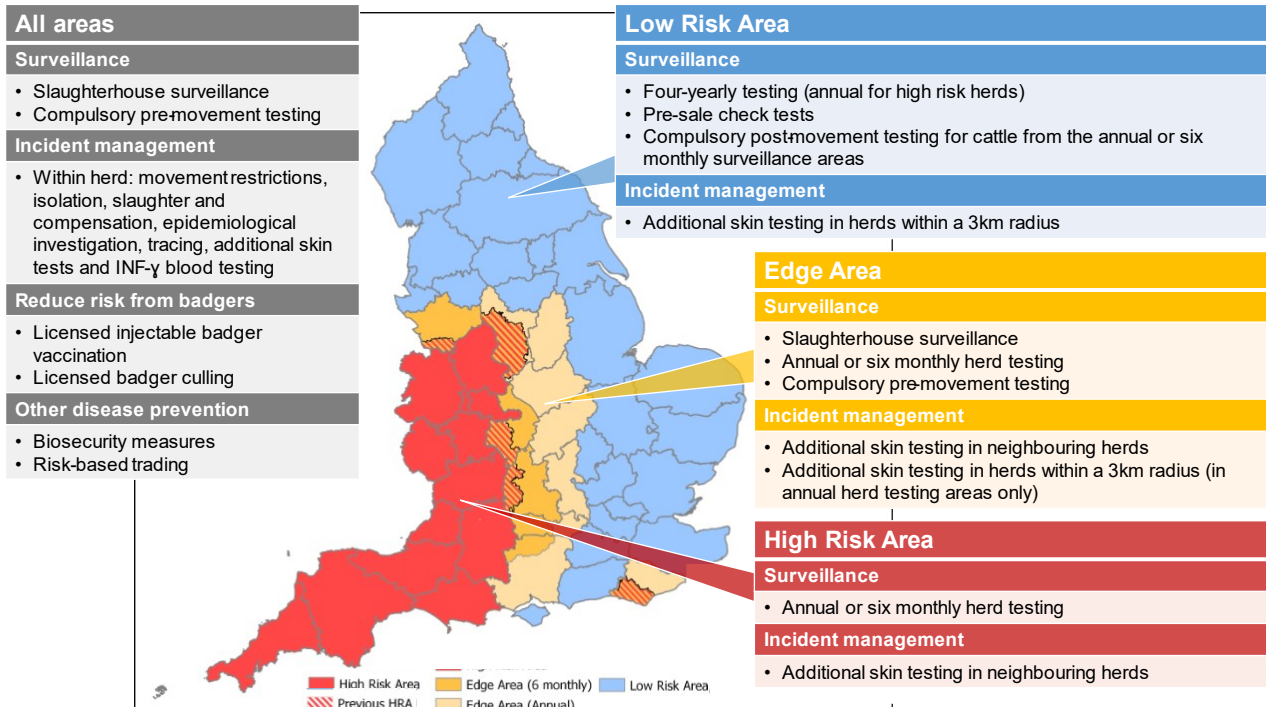 All areas
Surveillance
• Slaughterhouse surveillance
• Compulsory pre-movement testing
Incident management
• Within herd: movement restrictions,
isolation, slaughter and
compensation, epidemiological
investigation, tracing, additional skin
tests and INF-ɣ blood testing
Reduce risk from badgers
• Licensed injectable badger
vaccination
• Licensed badger culling
Other disease prevention
• Biosecurity measures
• Risk-based trading
Low Risk Area
Surveillance
• Four-yearly testing (annual for high risk herds)
• Pre-sale check tests
• Compulsory post-movement testing for cattle from the annual or six
monthly surveillance areas
Incident management
• Additional skin testing in herds within a 3km radius
Edge Area
Surveillance
• Slaughterhouse surveillance
• Annual or six monthly herd testing
• Compulsory pre-movement testing
Incident management
• Additional skin testing in neighbouring herds
• Additional skin testing in herds within a 3km radius (in
annual herd testing areas only)
High Risk Area
Surveillance
• Annual or six monthly herd testing
Incident management
• Additional skin testing in neighbouring herds
High Risk Area
Edge Area (6 monthly)
Low Risk Area
Previous HRA
Edge Area (Annual)